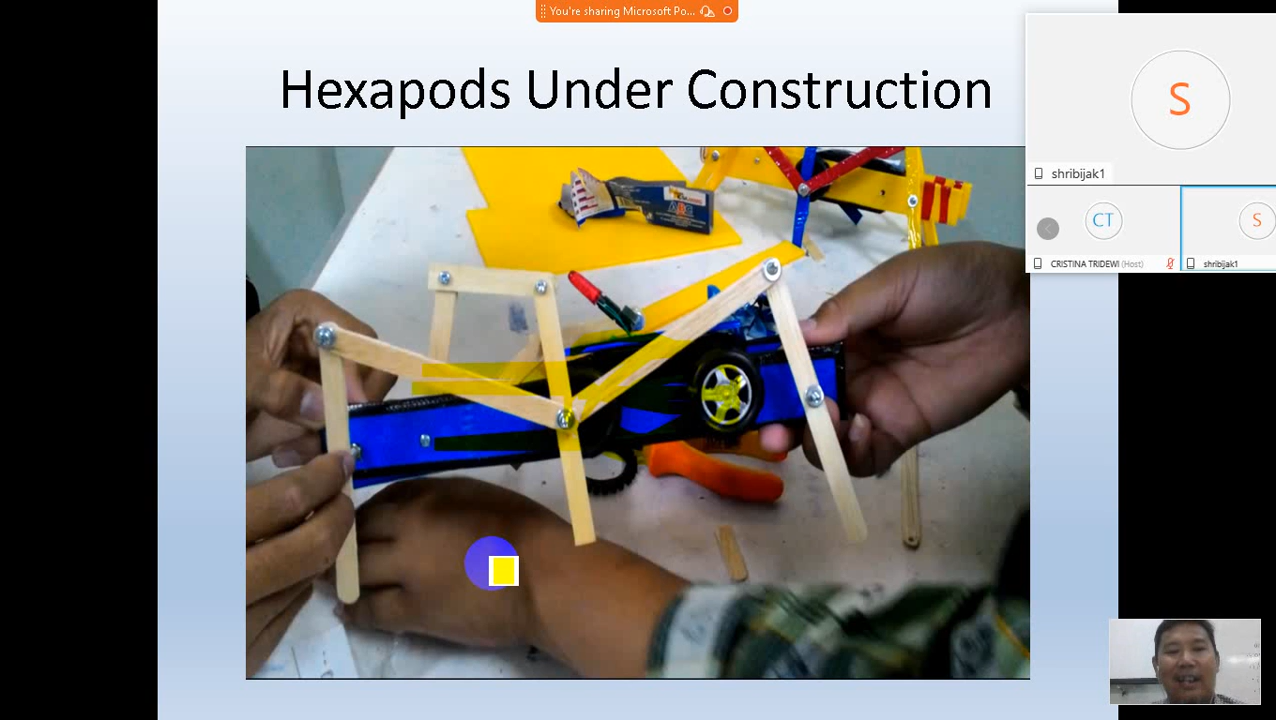 You're sharing Microsoft Po...
Hexapods Under Construction
S
shribijak1
CT
S
CRISTINA TRIDEWI (Host)
shribijak1